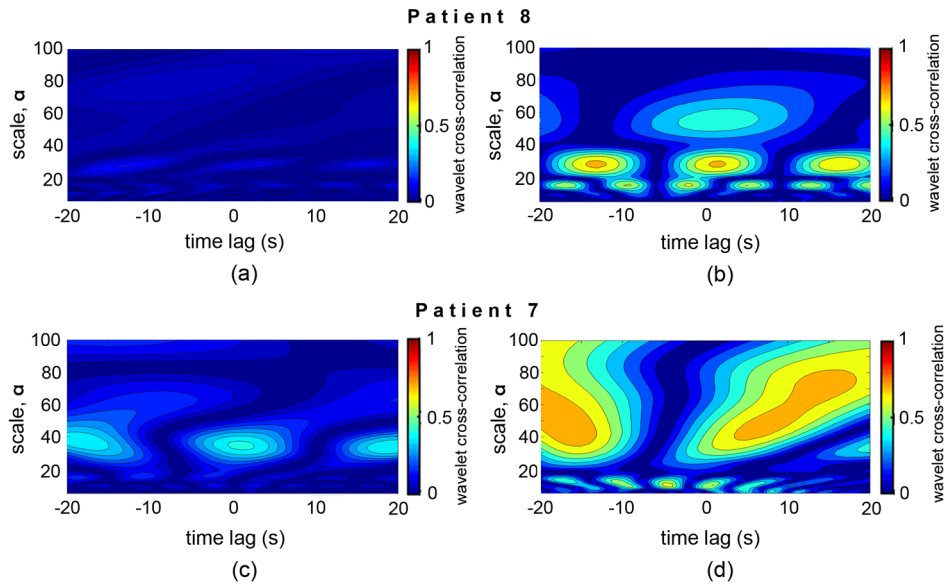 Patient 8
100
80
60
40
20
scale, α
-20 -10 0 10 20
time lag (s)
1
0.5
0
wavelet cross-correlation
(a)
100
80
60
40
20
scale, α
-20 -10 0 10 20
time lag (s)
1
0.5
0
wavelet cross-correlation
(b)
Patient 7
100
80
60
40
20
scale, α
-20 -10 0 10 20
time lag (s)
1
0.5
0
wavelet cross-correlation
(c)
100
80
60
40
20
scale, α
-20 -10 0 10 20
time lag (s)
1
0.5
0
wavelet cross-correlation
(d)